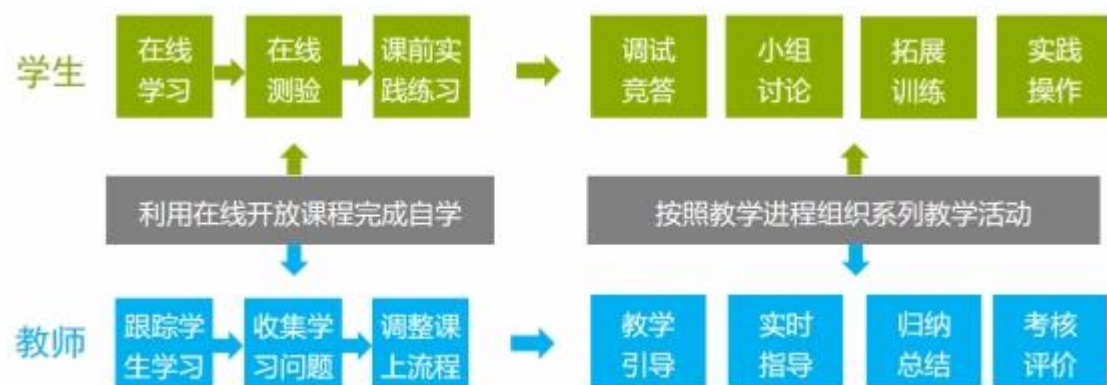 学生
在线
学习
在线
测验
课前实
践练习
调试
竞答
小组
讨论
拓展
训练
实践
操作
利用在线开放课程完成自学
按照教学进程组织系列教学活动
教师
跟踪学
生学习
收集学
习问题
调整课
上流程
教学
引导
实时
指导
归纳
总结
考核
评价